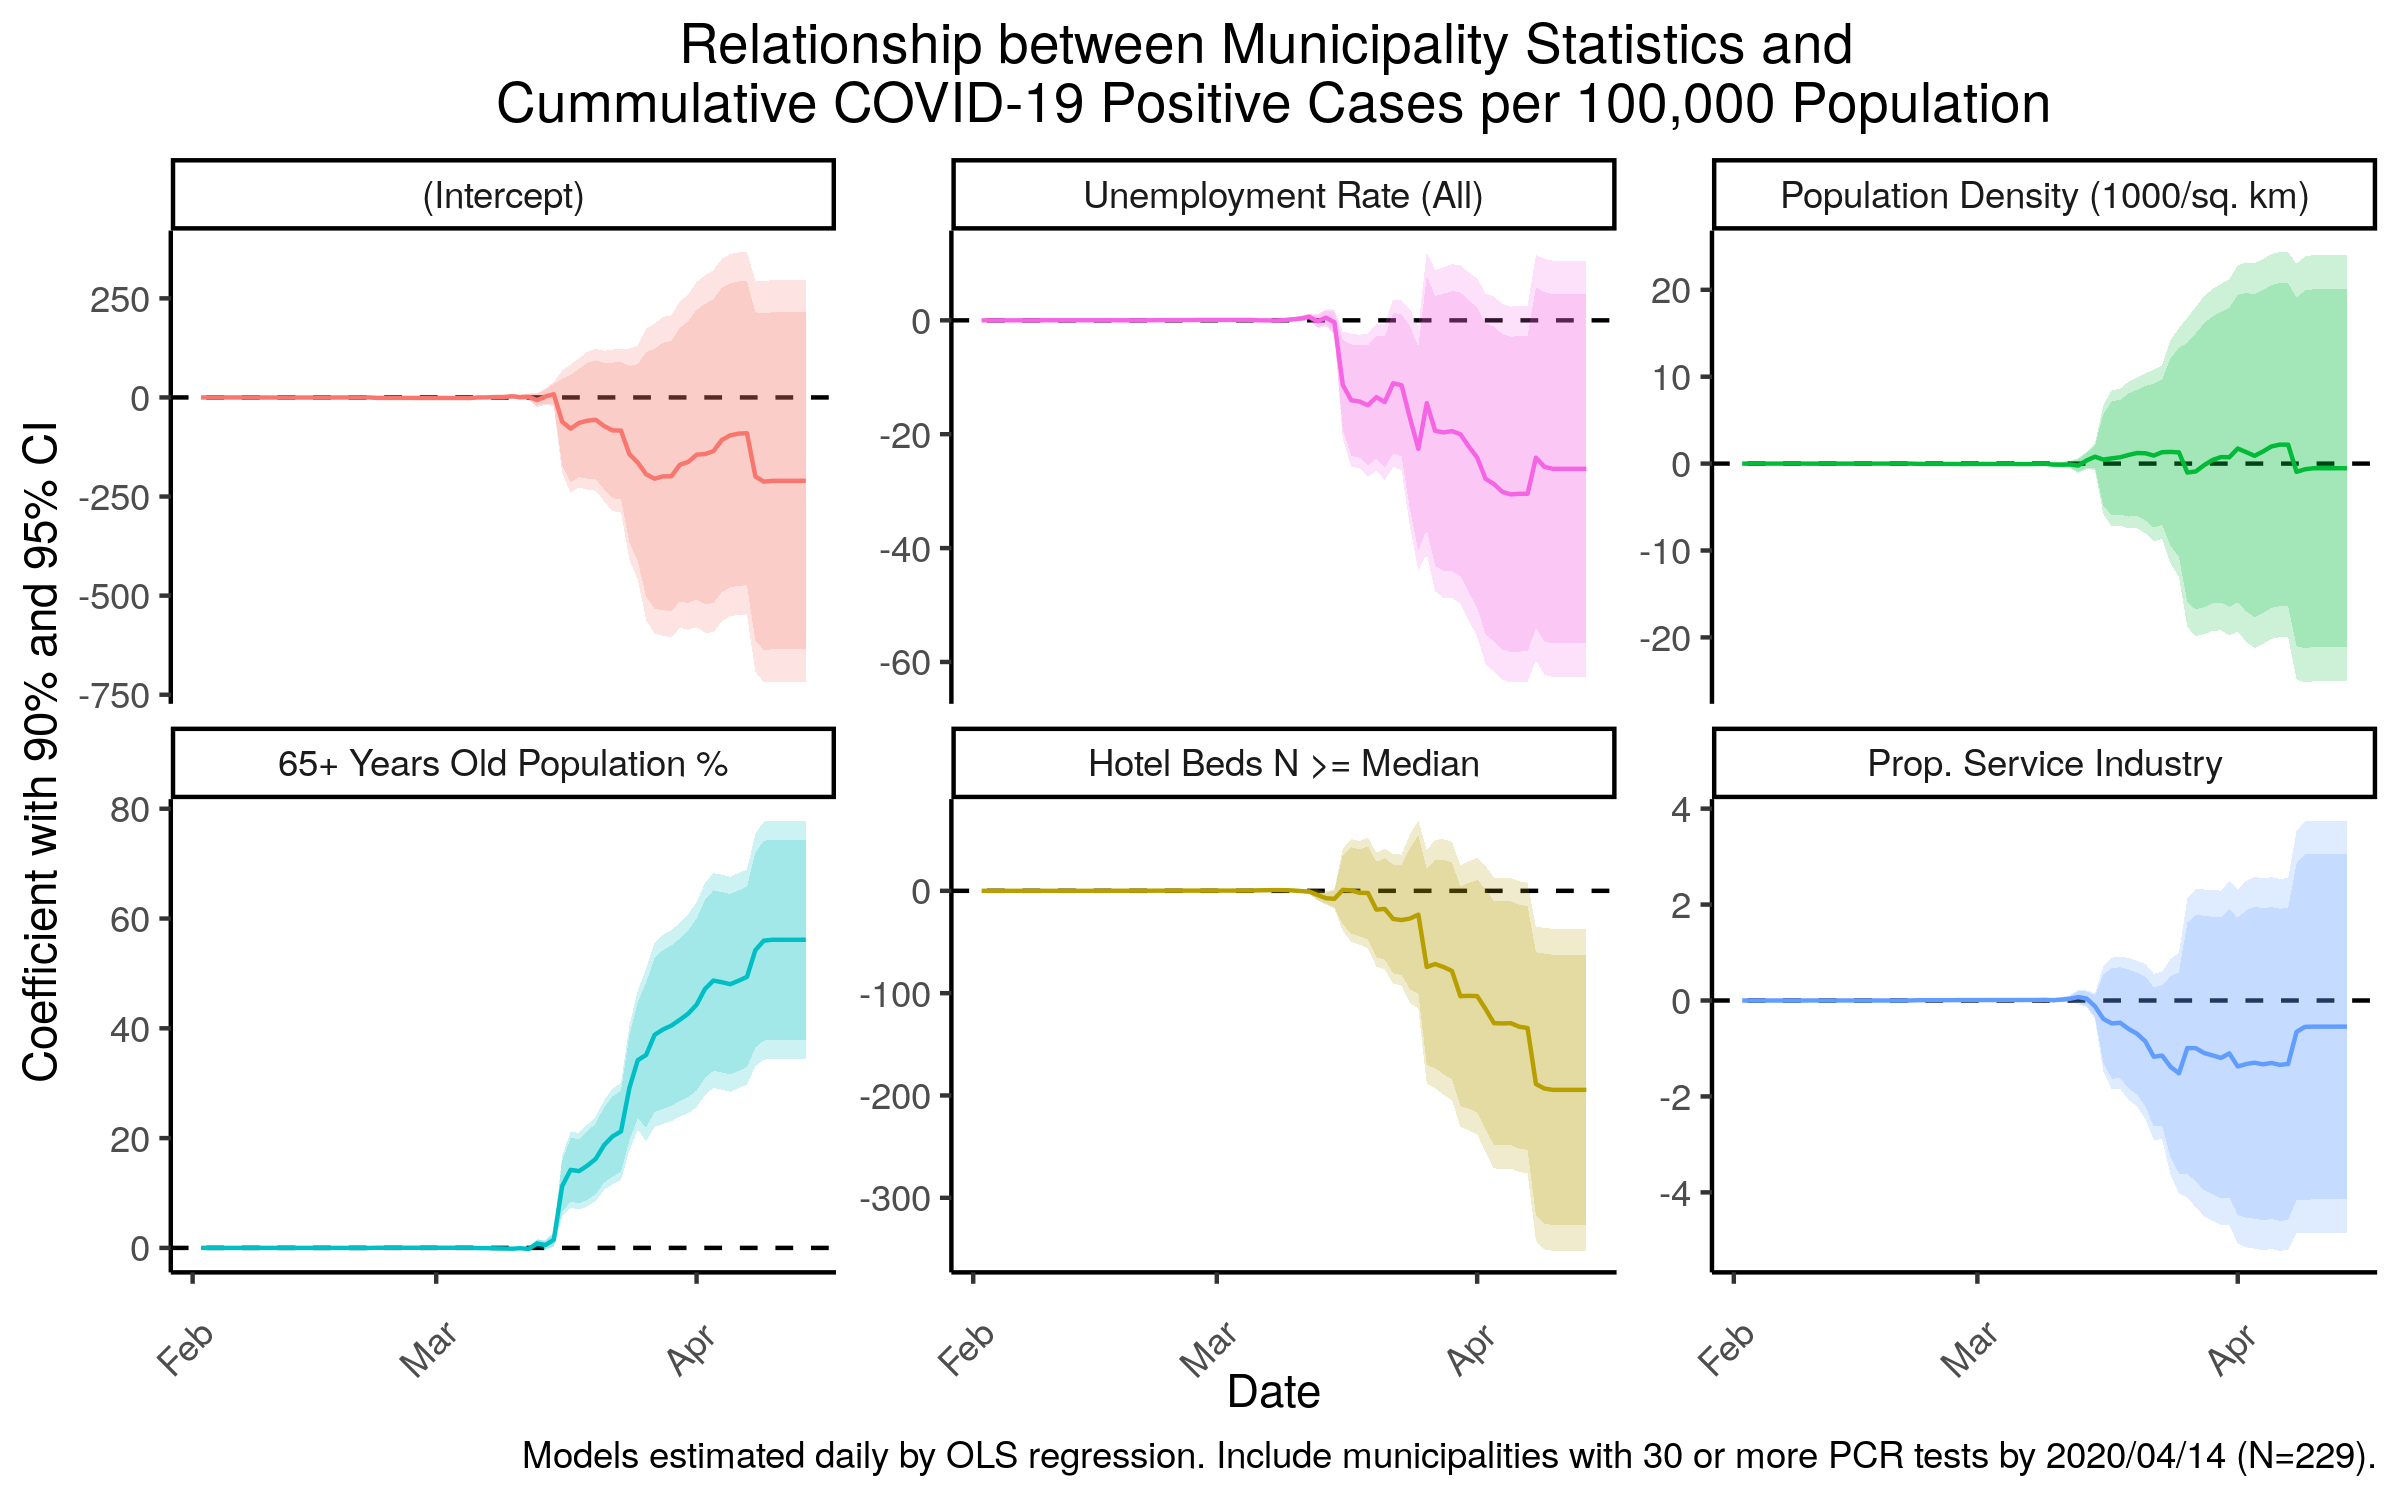 Relationship between Municipality Statistics and
Cummulative COVID-19 Positive Cases per 100,000 Population
Coefficient with 90% and 95% CI
(Intercept)
250
0
-250
-500
-750
Unemployment Rate (All)
0
-20
-40
-60
Population Density (1000/sq. km)
20
10
0
-10
-20
65+ Years Old Population %
80
60
40
20
0
Feb
Mar
Apr
Hotel Beds N >= Median
0
-100
-200
-300
Feb
Mar
Apr
Prop. Service Industry
4
2
0
-2
-4
Feb
Mar
Apr
Date
Models estimated daily by OLS regression. Include municipalities with 30 or more PCR tests by 2020/04/14 (N=229).